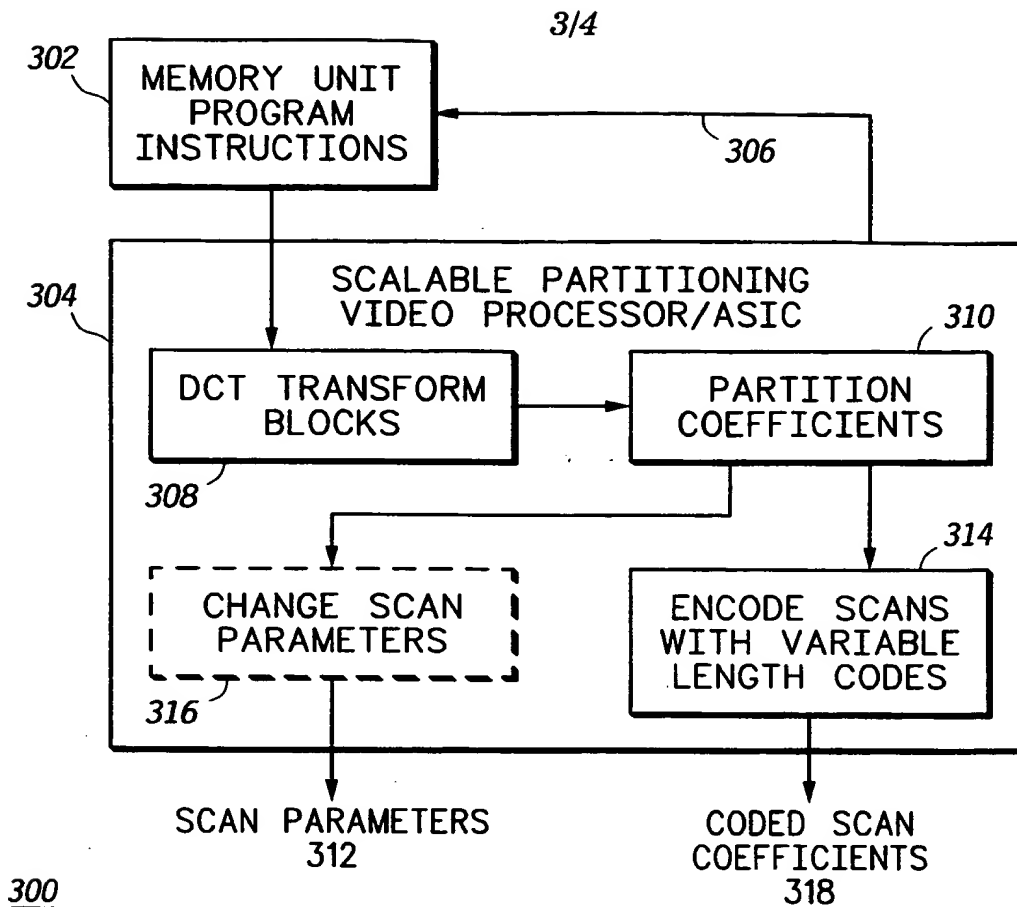 3/4
302
MEMORY UNIT
PROGRAM
INSTRUCTIONS
306
304
SCALABLE PARTITIONING
VIDEO PROCESSOR/ASIC
310
DCT TRANSFORM
BLOCKS
PARTITION
COEFFICIENTS
308
314
CHANGE SCAN
PARAMETERS
ENCODE SCANS
WITH VARIABLE
LENGTH CODES
316
SCAN PARAMETERS
312
CODED SCAN
COEFFICIENTS
318
300